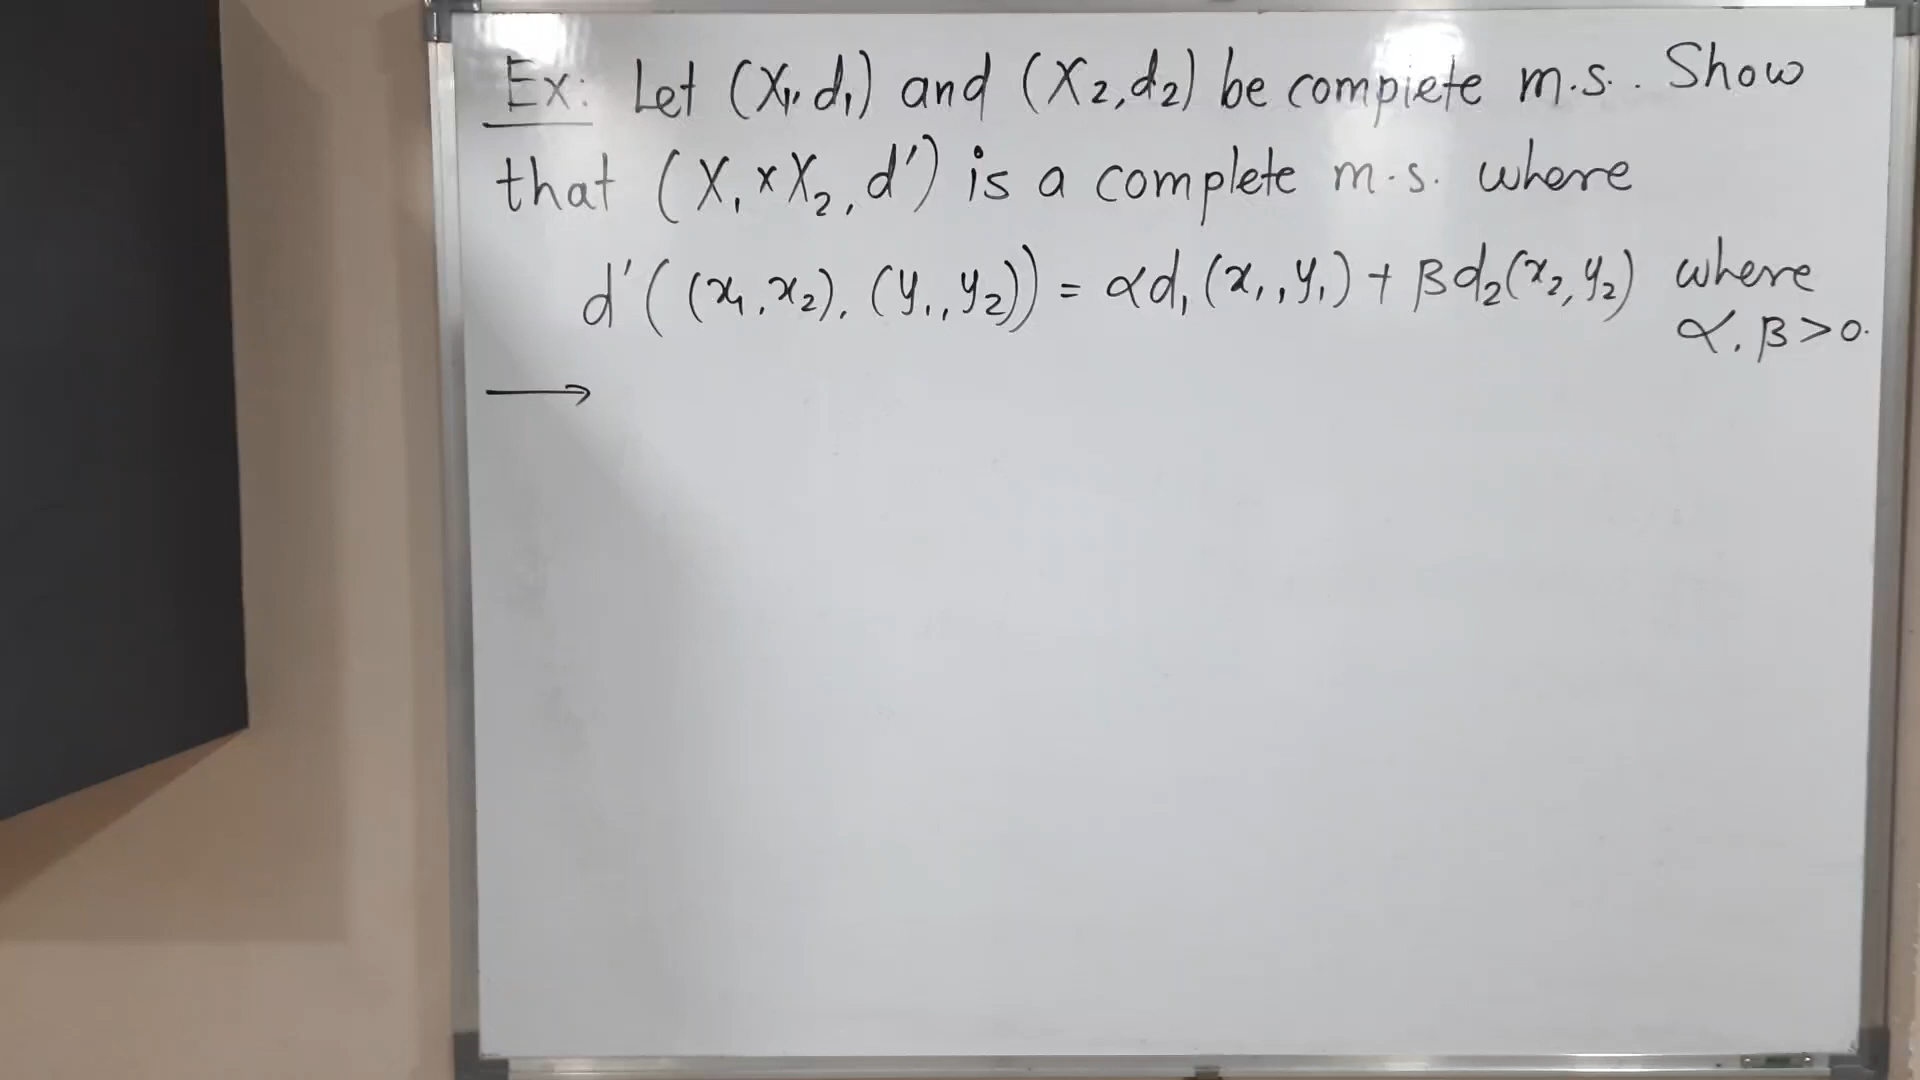 Ex: Let (X₁, d₁) and (X₂, d₂) be complete m.s.. Show
that (X₁ × X₂, d′) is a complete m.s. where
d′((x₁, x₂), (y₁, y₂)) = αd₁(x₁, y₁) + βd₂(x₂, y₂) where
α, β > 0.
⟶